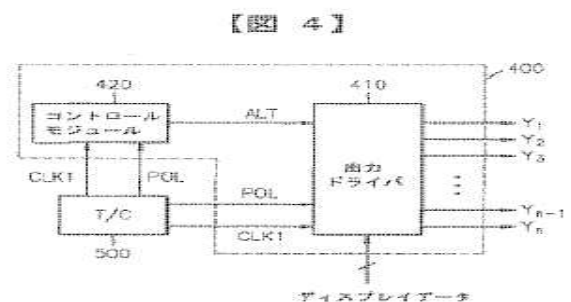 【図 4】
400
420
410
コントロール
モジュール
ALT
出力
ドライバ
Y1
Y2
Y3
CLK1
POL
POL
T/C
CLK1
Yn-1
Yn
500
ディスプレイデータ